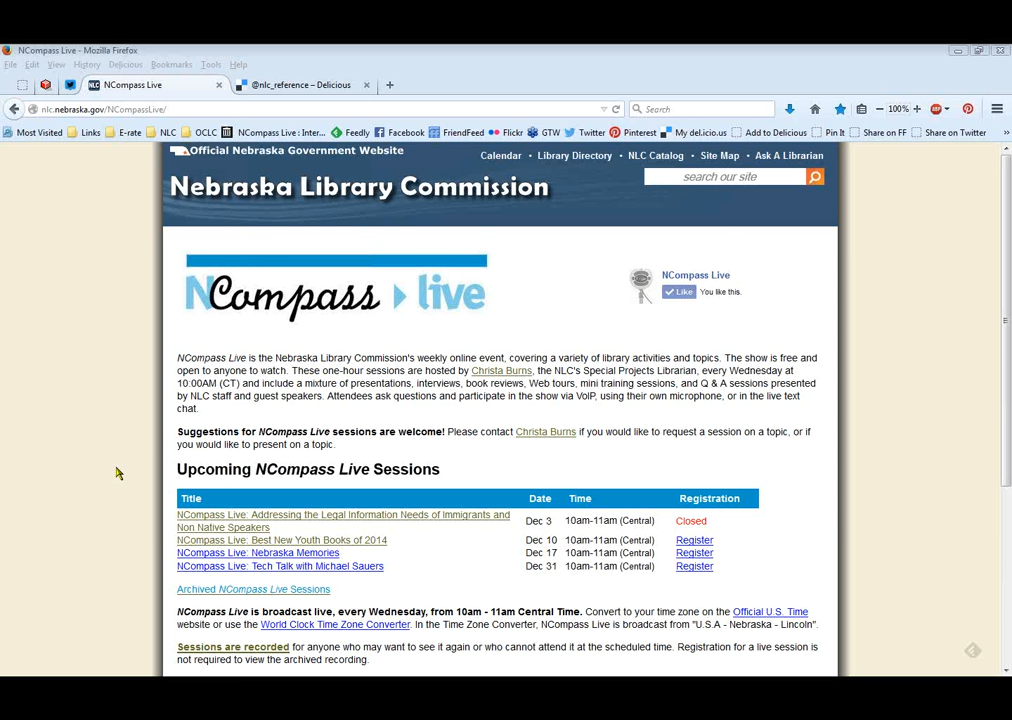 NCompass Live - Mozilla Firefox
File Edit View History Delicious Bookmarks Tools Help
NLC NCompass Live @nlc_reference – Delicious
nlc.nebraska.gov/NCompassLive/ Search 100%
Most Visited Links E-rate NLC OCLC NCompass Live : Inter... Feedly Facebook FriendFeed Flickr GTW Twitter Pinterest My del.icio.us Add to Delicious Pin It Share on FF Share on Twitter
Official Nebraska Government Website
Calendar • Library Directory • NLC Catalog • Site Map • Ask A Librarian
Nebraska Library Commission
search our site
NCompass live
NCompass Live
Like You like this.
NCompass Live is the Nebraska Library Commission's weekly online event, covering a variety of library activities and topics. The show is free and
open to anyone to watch. These one-hour sessions are hosted by Christa Burns, the NLC's Special Projects Librarian, every Wednesday at
10:00AM (CT) and include a mixture of presentations, interviews, book reviews, Web tours, mini training sessions, and Q & A sessions presented
by NLC staff and guest speakers. Attendees ask questions and participate in the show via VoIP, using their own microphone, or in the live text
chat.
Suggestions for NCompass Live sessions are welcome! Please contact Christa Burns if you would like to request a session on a topic, or if
you would like to present on a topic.
Upcoming NCompass Live Sessions
Title Date Time Registration
NCompass Live: Addressing the Legal Information Needs of Immigrants and
Non Native Speakers Dec 3 10am-11am (Central) Closed
NCompass Live: Best New Youth Books of 2014 Dec 10 10am-11am (Central) Register
NCompass Live: Nebraska Memories Dec 17 10am-11am (Central) Register
NCompass Live: Tech Talk with Michael Sauers Dec 31 10am-11am (Central) Register
Archived NCompass Live Sessions
NCompass Live is broadcast live, every Wednesday, from 10am - 11am Central Time. Convert to your time zone on the Official U.S. Time
website or use the World Clock Time Zone Converter. In the Time Zone Converter, NCompass Live is broadcast from "U.S.A - Nebraska - Lincoln".
Sessions are recorded for anyone who may want to see it again or who cannot attend it at the scheduled time. Registration for a live session is
not required to view the archived recording.